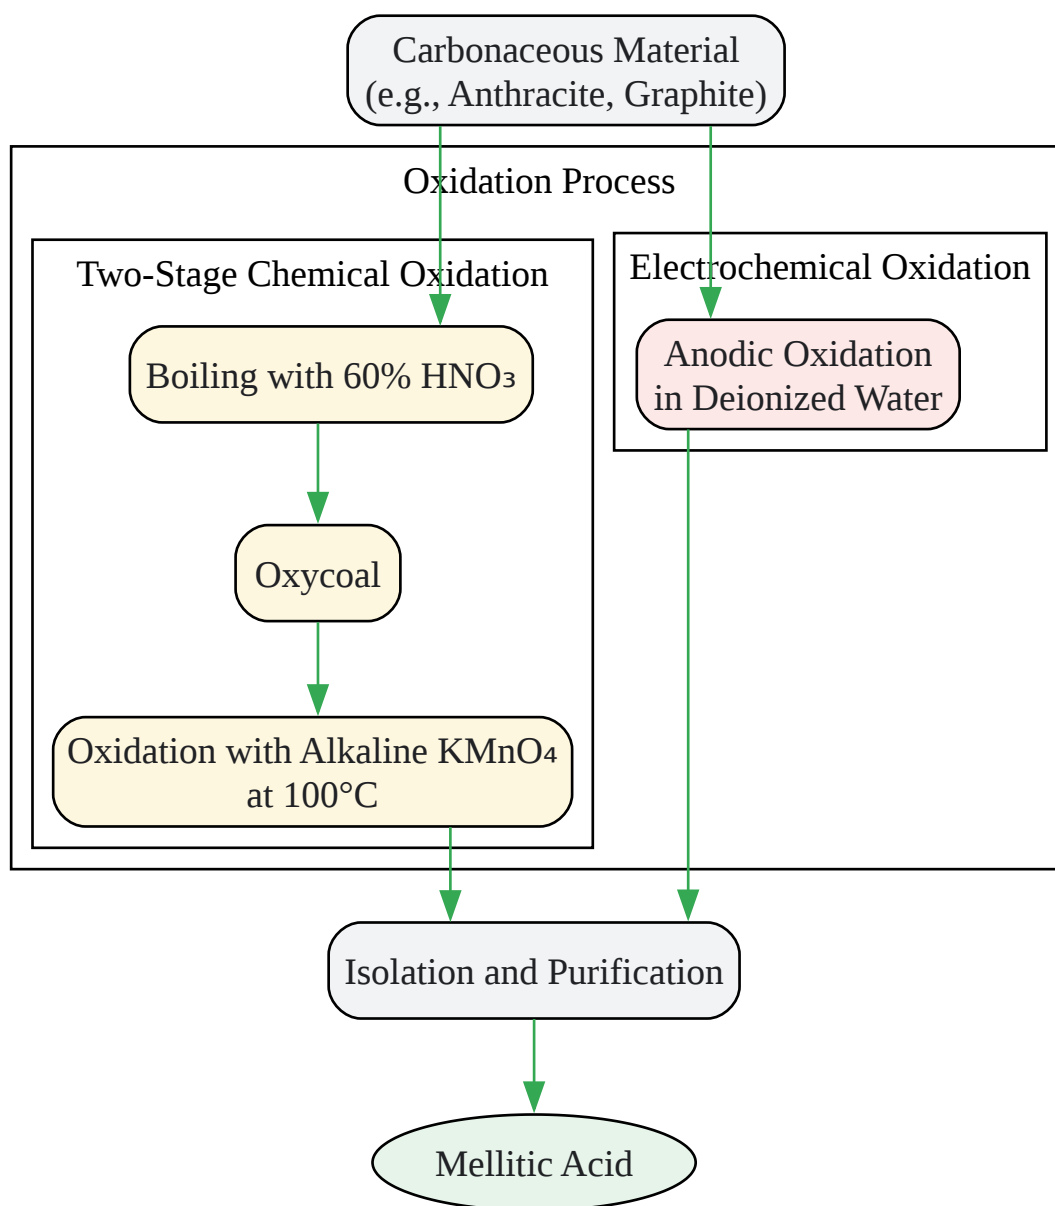 Carbonaceous Material
(e.g., Anthracite, Graphite)
Oxidation Process
Two-Stage Chemical Oxidation
Electrochemical Oxidation
Boiling with 60% HNO₃
Anodic Oxidation
in Deionized Water
Oxycoal
Oxidation with Alkaline KMnO₄
at 100°C
Isolation and Purification
Mellitic Acid